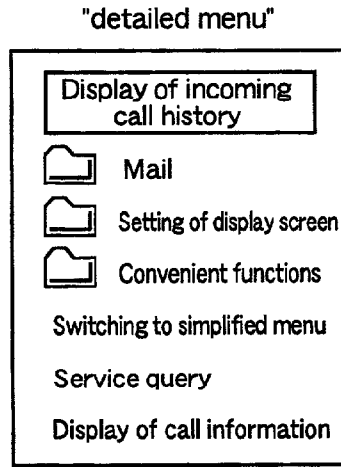 "detailed menu"
Display of incoming
call history
Mail
Setting of display screen
Convenient functions
Switching to simplified menu
Service query
Display of call information